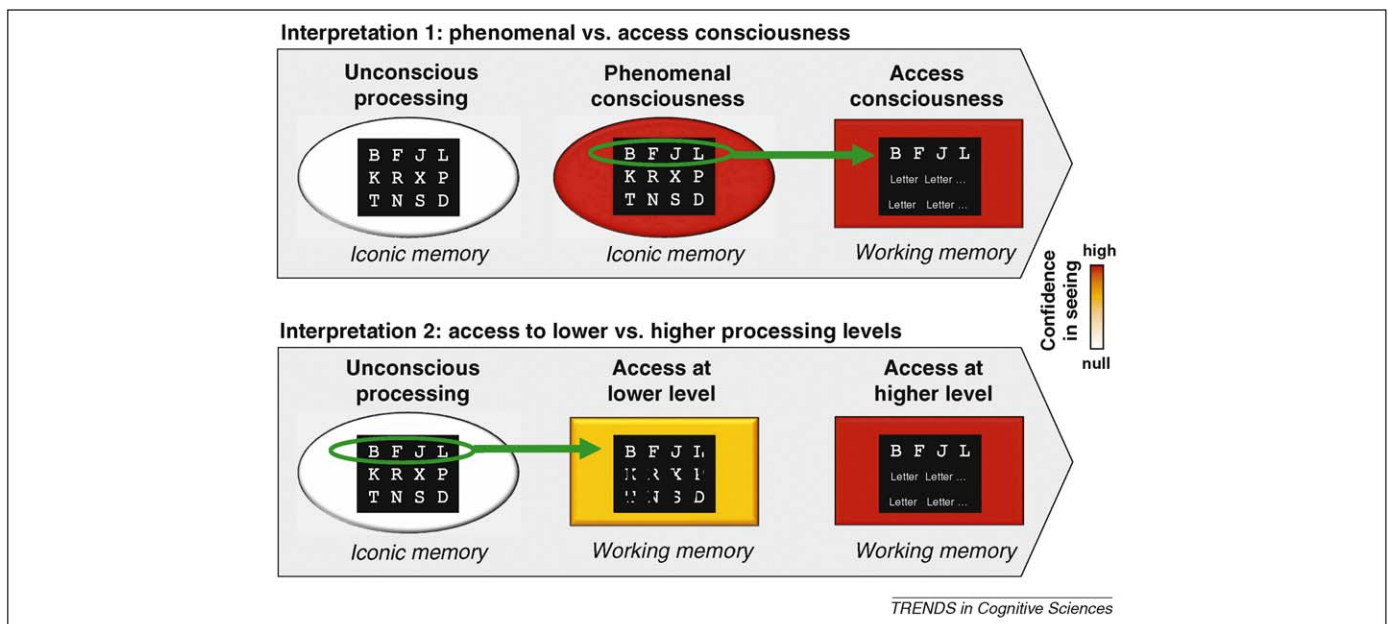 Interpretation 1: phenomenal vs. access consciousness
Unconscious
processing
B F J L
K R X P
T N S D
Iconic memory
Phenomenal
consciousness
B F J L
K R X P
T N S D
Iconic memory
Access
consciousness
B F J L
Letter Letter ...
Letter Letter ...
Working memory
Confidence
in seeing
high
null
Interpretation 2: access to lower vs. higher processing levels
Unconscious
processing
B F J L
K R X P
T N S D
Iconic memory
Access at
lower level
B F J L
K R X P
N S D
Working memory
Access at
higher level
B F J L
Letter Letter ...
Letter Letter ...
Working memory
TRENDS in Cognitive Sciences